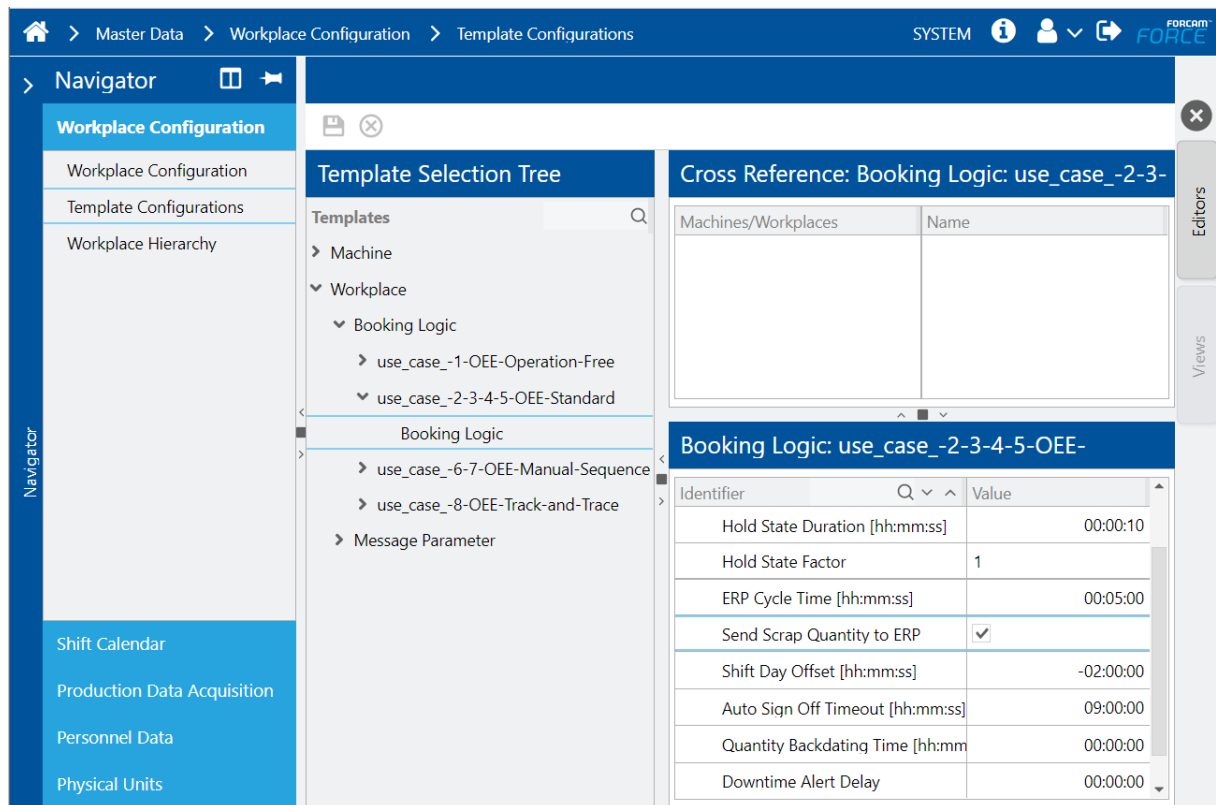 Master Data
Workplace Configuration
Template Configurations
SYSTEM
FORCAM
FORCE
Navigator
Workplace Configuration
Workplace Configuration
Template Configurations
Workplace Hierarchy
Shift Calendar
Production Data Acquisition
Personnel Data
Physical Units
Navigator
Template Selection Tree
Templates
Machine
Workplace
Booking Logic
use_case_-1-OEE-Operation-Free
use_case_-2-3-4-5-OEE-Standard
Booking Logic
use_case_-6-7-OEE-Manual-Sequence
use_case_-8-OEE-Track-and-Trace
Message Parameter
Cross Reference: Booking Logic: use_case_-2-3-
Machines/Workplaces Name
Booking Logic: use_case_-2-3-4-5-OEE-
Identifier Value
Hold State Duration [hh:mm:ss] 00:00:10
Hold State Factor 1
ERP Cycle Time [hh:mm:ss] 00:05:00
Send Scrap Quantity to ERP
Shift Day Offset [hh:mm:ss] -02:00:00
Auto Sign Off Timeout [hh:mm:ss] 09:00:00
Quantity Backdating Time [hh:mm 00:00:00
Downtime Alert Delay 00:00:00
Editors
Views